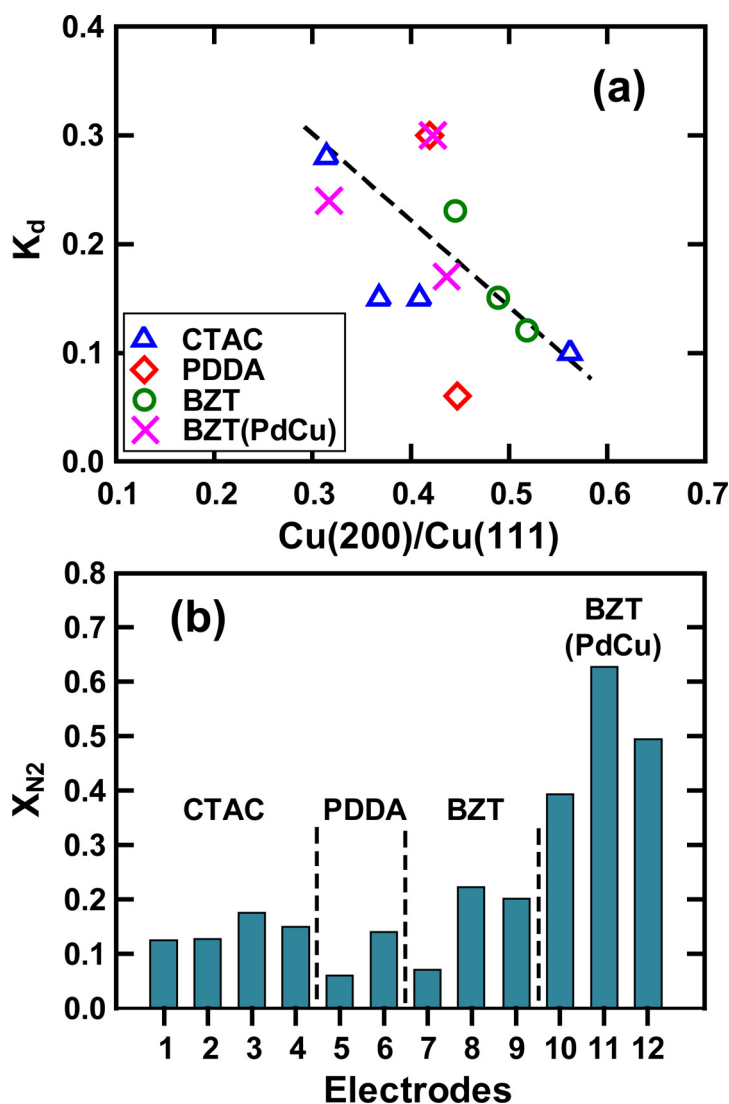 0.4
(a)
0.3
K_d
0.2
0.1
CTAC
PDDA
BZT
BZT(PdCu)
0.0
0.1 0.2 0.3 0.4 0.5 0.6 0.7
Cu(200)/Cu(111)
0.8
(b)
BZT
(PdCu)
0.7
0.6
0.5
X_N2
0.4
CTAC PDDA BZT
0.3
0.2
0.1
0.0
1 2 3 4 5 6 7 8 9 10 11 12
Electrodes